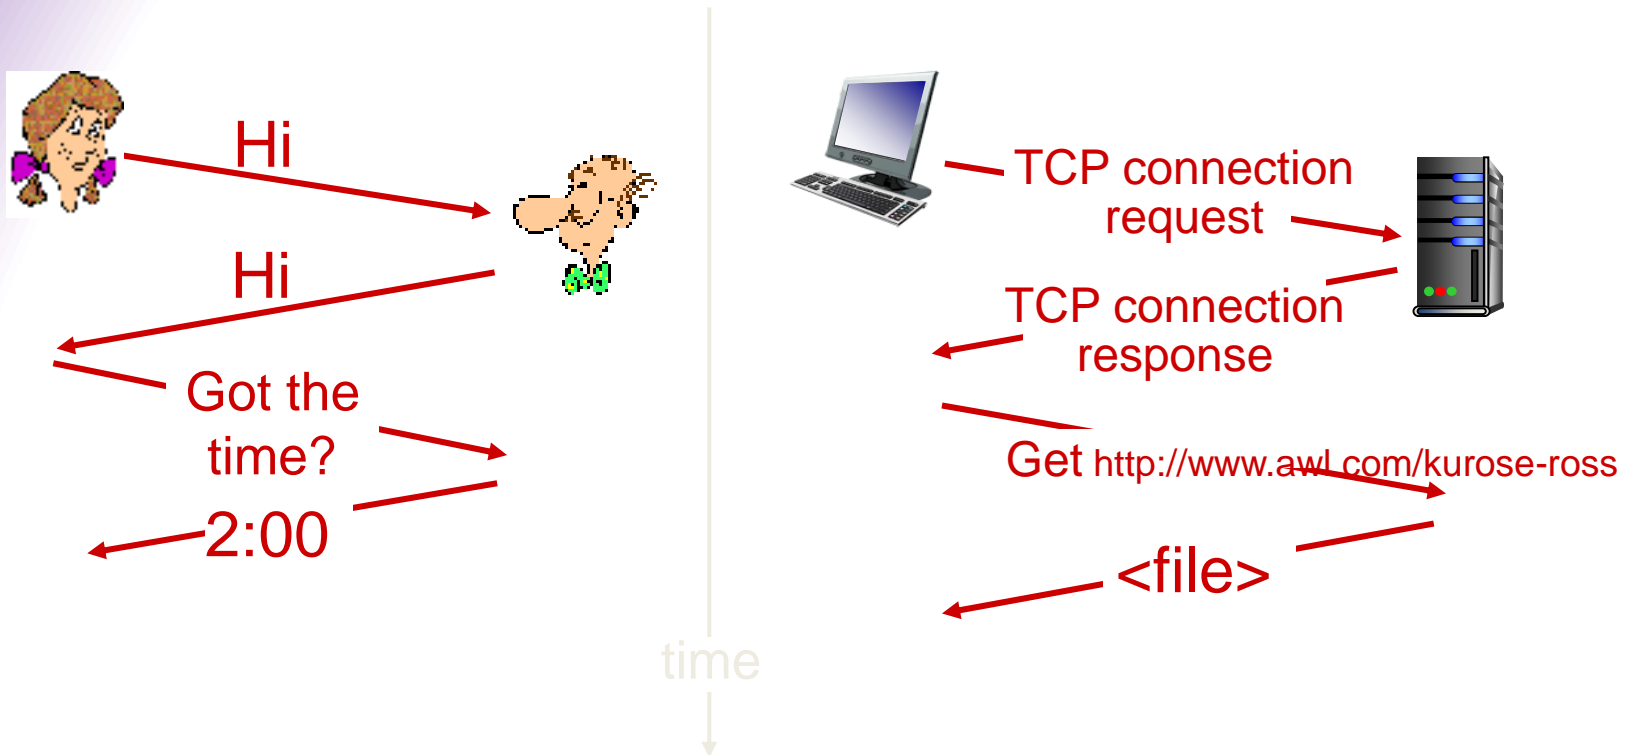 Hi
Hi
Got the
time?
2:00
TCP connection
request
TCP connection
response
Get http://www.awl.com/kurose-ross
<file>
time